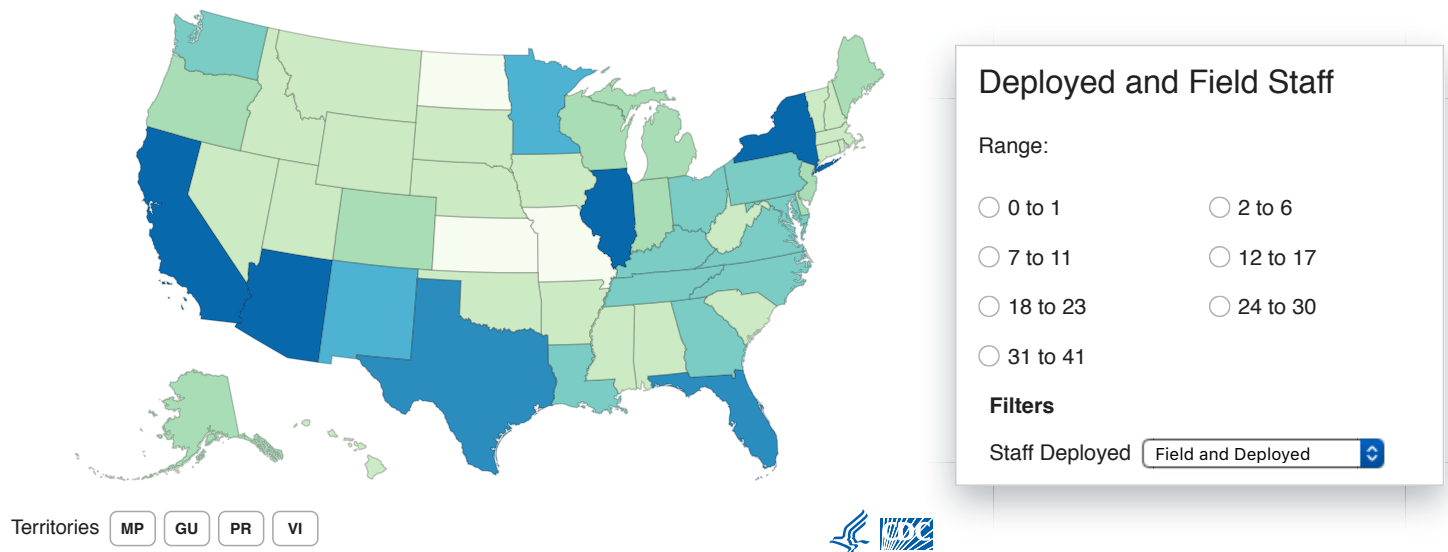 Deployed and Field Staff
Range:
0 to 1
2 to 6
7 to 11
12 to 17
18 to 23
24 to 30
31 to 41
Filters
Staff Deployed Field and Deployed
Territories MP GU PR VI
CDC